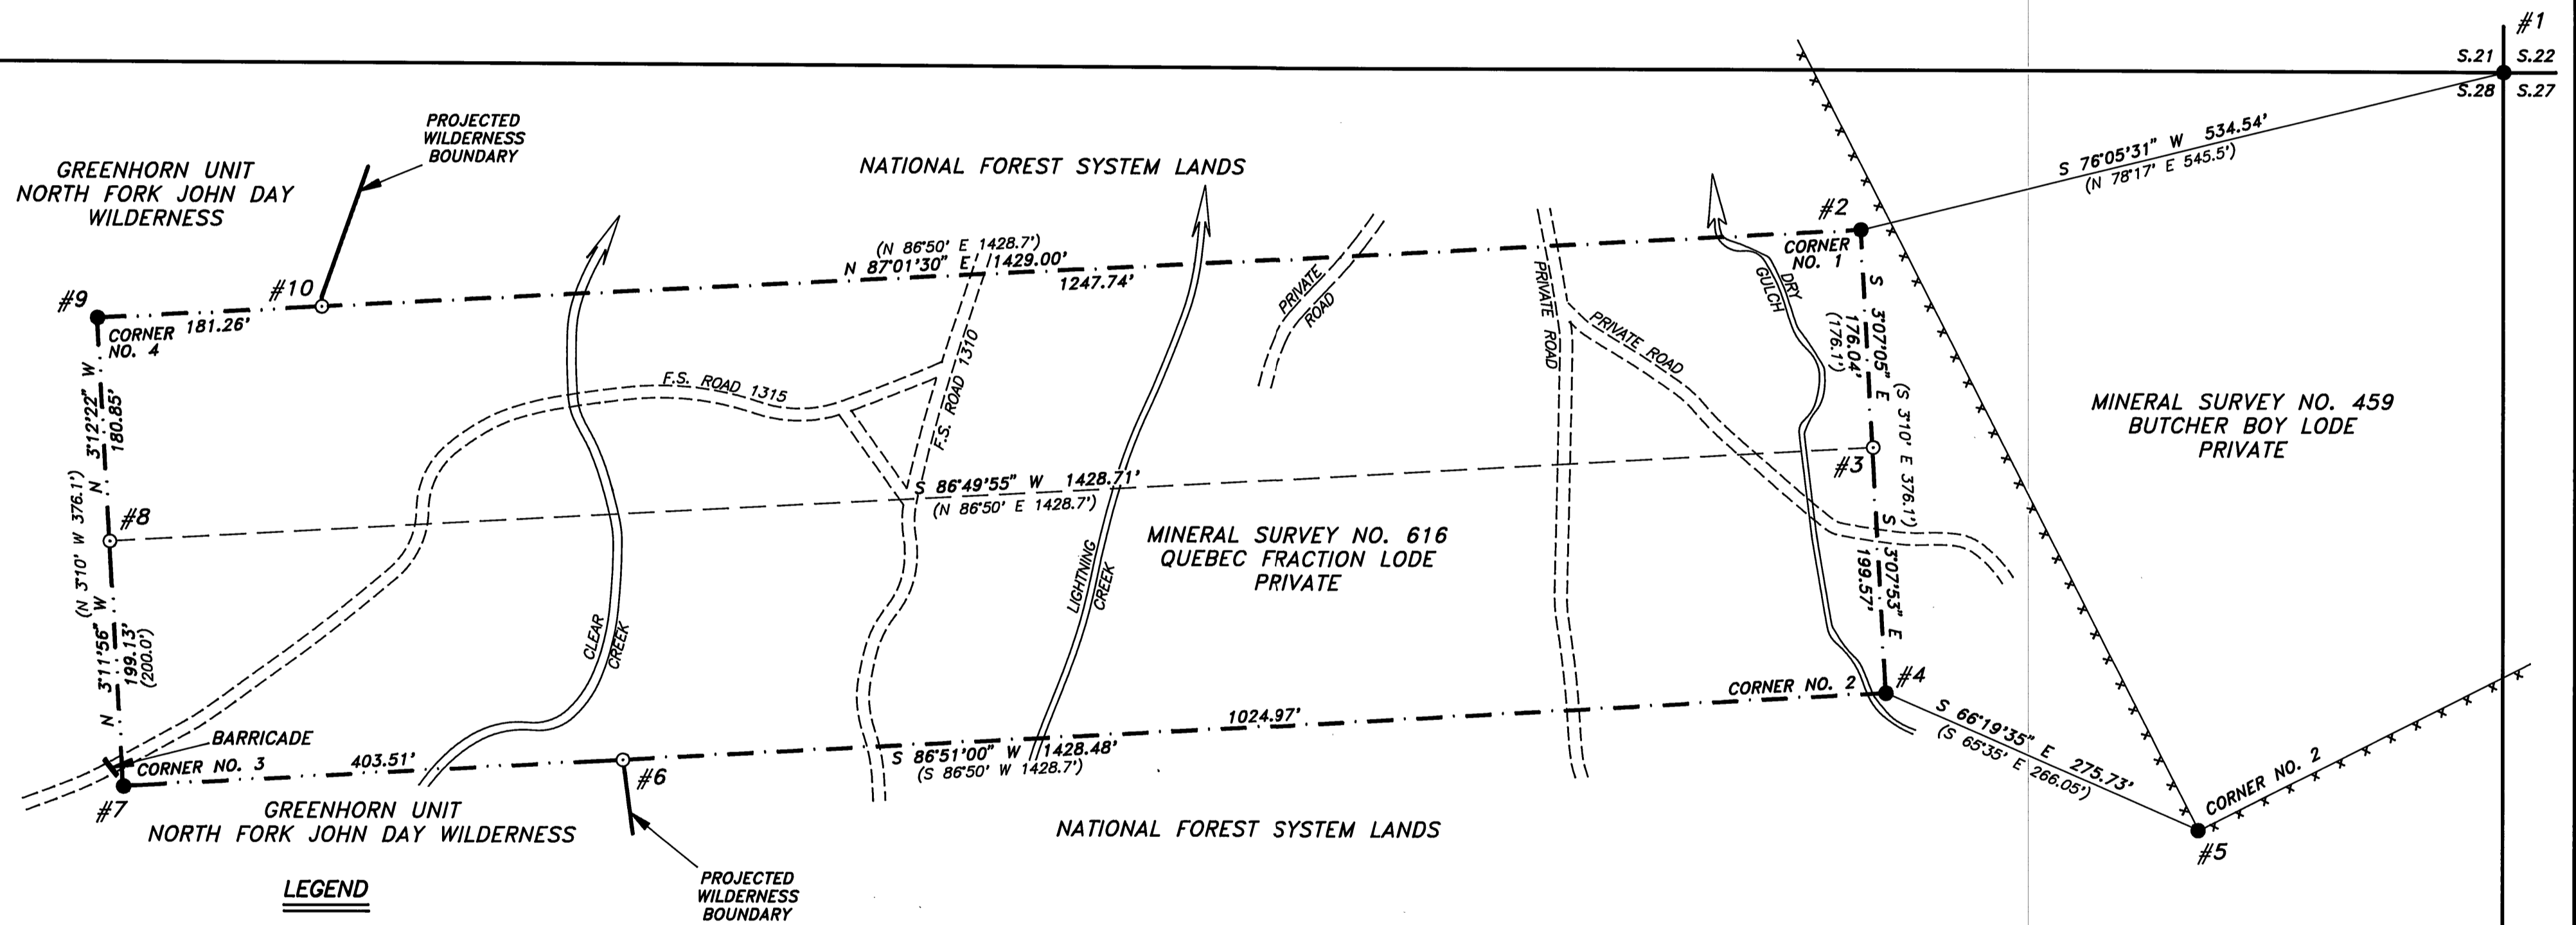 #1
S.21 S.22
S.28 S.27
S 76°05'31" W 534.54'
(N 78°17' E 545.5')
PROJECTED
WILDERNESS
BOUNDARY
GREENHORN UNIT
NORTH FORK JOHN DAY
WILDERNESS
NATIONAL FOREST SYSTEM LANDS
#2
CORNER
NO. 1
(N 86°50' E 1428.7')
N 87°01'30" E 1429.00'
1247.74'
#10
#9
CORNER
NO. 4
181.26'
PRIVATE
ROAD
PRIVATE ROAD
PRIVATE ROAD
DRY
GULCH
S 3°07'05" E
176.04'
(176.1')
(S 3°10' E 376.1')
F.S. ROAD 1310
F.S. ROAD 1315
N 3°12'22" W
180.85'
(N 3°10' W 376.1')
MINERAL SURVEY NO. 459
BUTCHER BOY LODE
PRIVATE
#3
#8
S 86°49'55" W 1428.71'
(N 86°50' E 1428.7')
MINERAL SURVEY NO. 616
QUEBEC FRACTION LODE
PRIVATE
S 3°07'53" E
199.57'
LIGHTNING
CREEK
CLEAR
CREEK
N 3°11'56" W
199.13'
(200.0')
#4
CORNER NO. 2
1024.97'
S 66°19'35" E 275.73'
(S 65°35' E 266.05')
BARRICADE
CORNER NO. 3
403.51'
S 86°51'00" W 1428.48'
(S 86°50' W 1428.7')
#6
#7
CORNER NO. 2
#5
GREENHORN UNIT
NORTH FORK JOHN DAY WILDERNESS
NATIONAL FOREST SYSTEM LANDS
PROJECTED
WILDERNESS
BOUNDARY
LEGEND